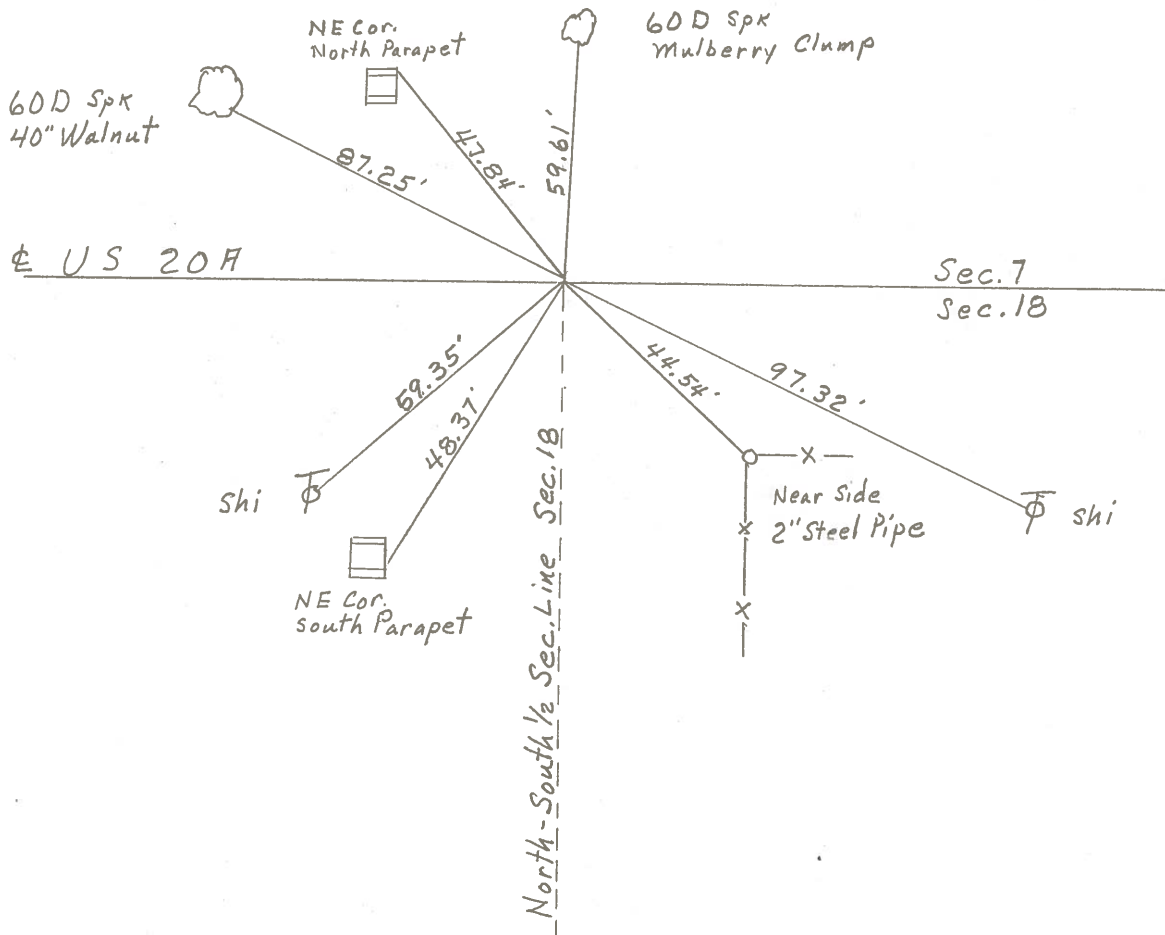 NE Cor.
North Parapet
60D Spk
Mulberry Clump
60D Spk
40" Walnut
47.84'
59.61'
87.25'
℄ US 20A
Sec. 7
Sec. 18
59.35'
48.37'
44.54'
97.32'
Shi
Near Side
2" Steel Pipe
Shi
NE Cor.
South Parapet
North-South 1/2 Sec. Line Sec. 18